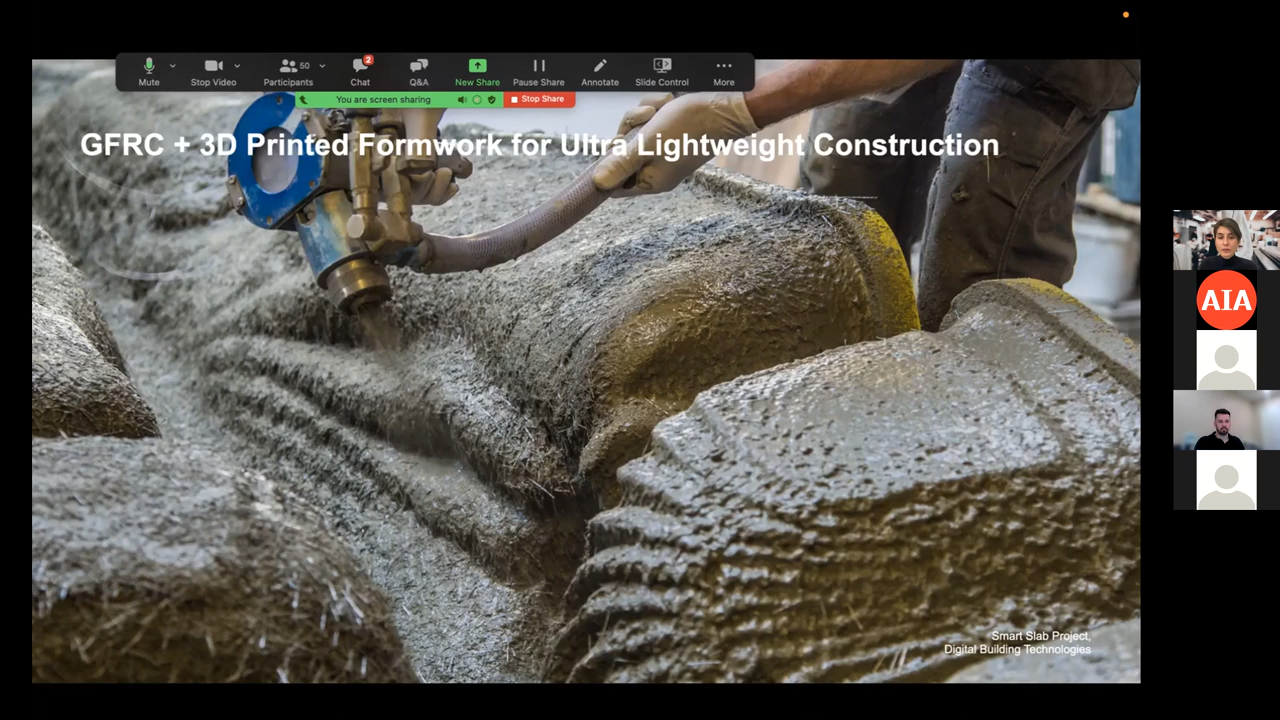 50
2
Mute
Stop Video
Participants
Chat
Q&A
New Share
Pause Share
Annotate
Slide Control
More
You are screen sharing
Stop Share
GFRC + 3D Printed Formwork for Ultra Lightweight Construction
AIA
Smart Slab Project,
Digital Building Technologies